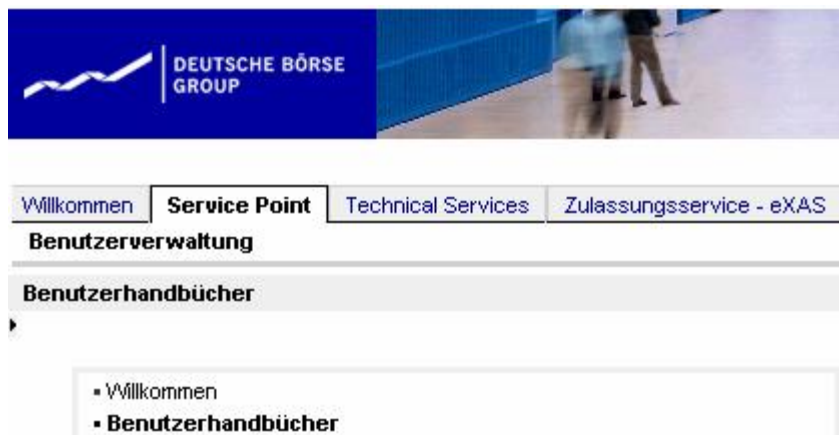 DEUTSCHE BÖRSE
GROUP
Willkommen Service Point Technical Services Zulassungsservice - eXAS
Benutzerverwaltung
Benutzerhandbücher
▪ Willkommen
▪ Benutzerhandbücher